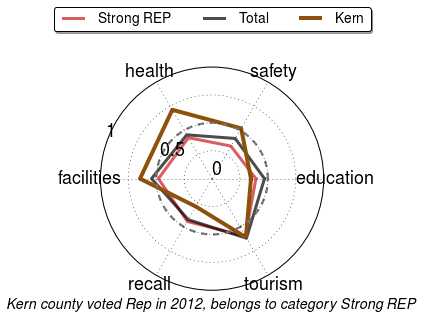 Strong REP Total Kern
health safety
1
0.5
0
facilities education
recall tourism
Kern county voted Rep in 2012, belongs to category Strong REP